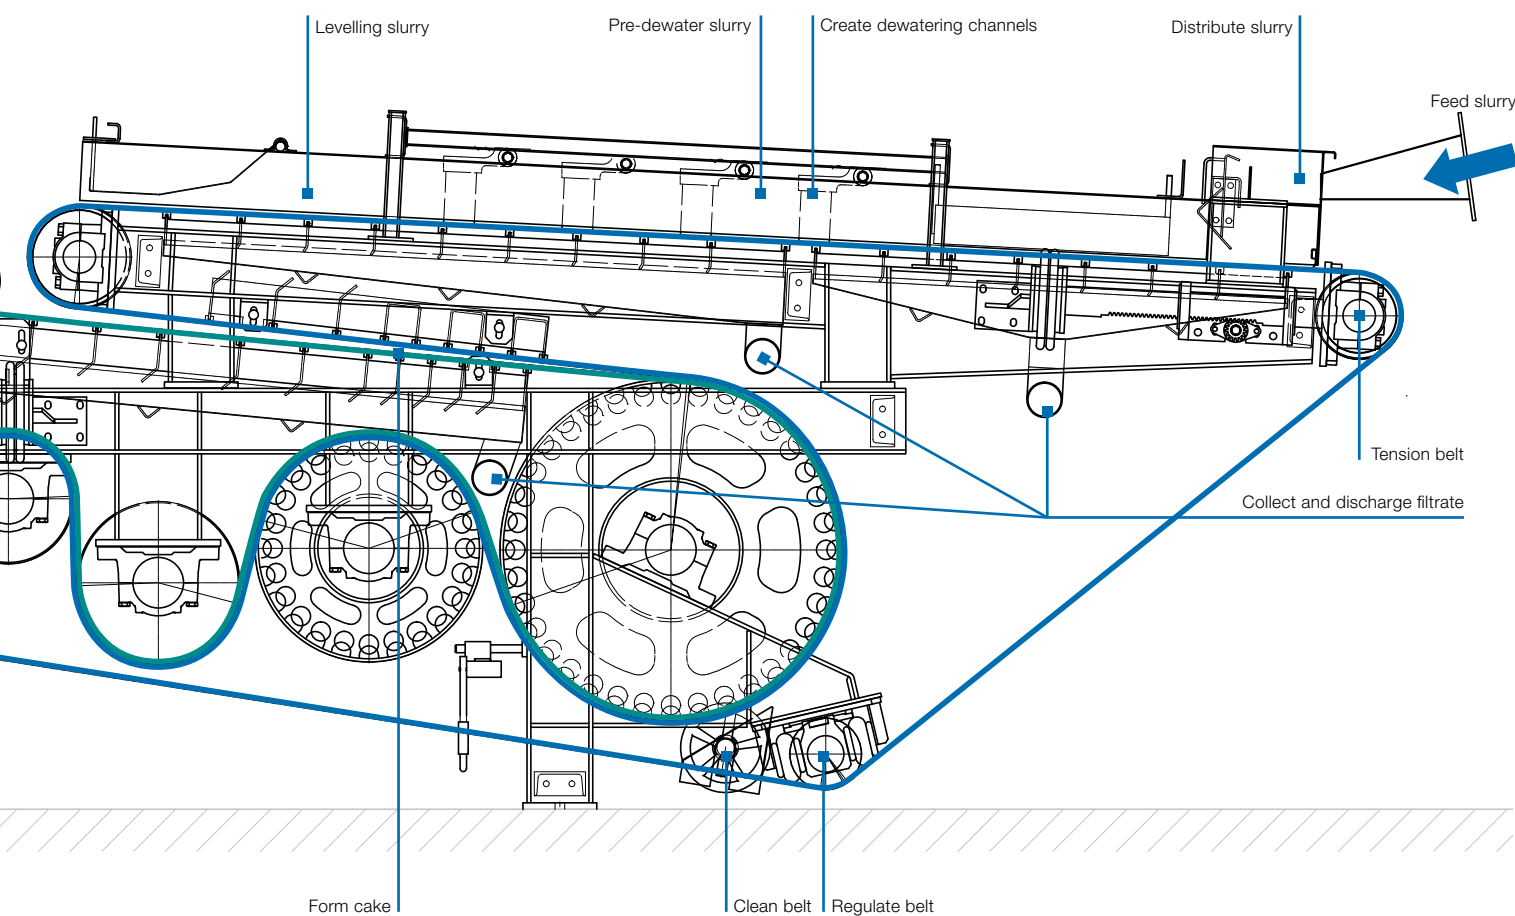 Levelling slurry
Pre-dewater slurry
Create dewatering channels
Distribute slurry
Feed slurry
Tension belt
Collect and discharge filtrate
Form cake
Clean belt
Regulate belt